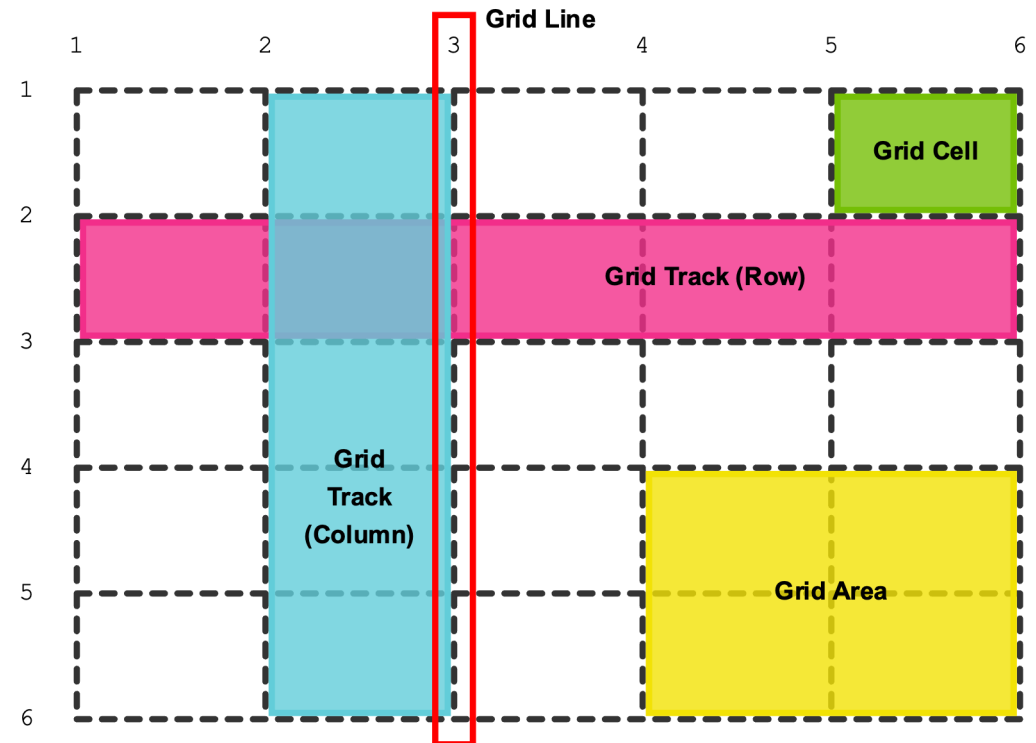 Grid Line
1 2 3 4 5 6
1
Grid Cell
2
Grid Track (Row)
3
4
Grid
Track
(Column)
5
Grid Area
6